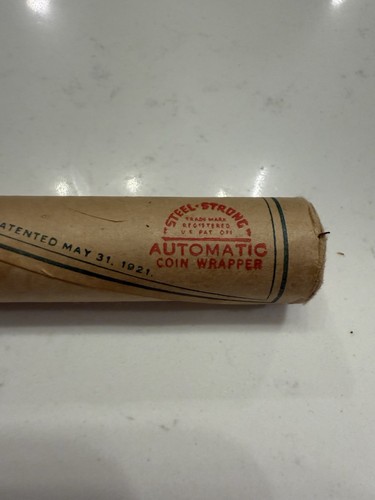 "STEEL-STRONG"
TRADE MARK
REGISTERED
U.S. PAT. OFF.
AUTOMATIC
COIN WRAPPER
ATENTED MAY 31, 1921.